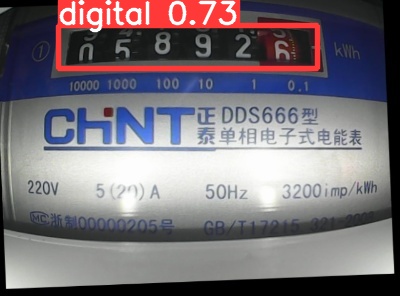 digital 0.73
① 0 5 8 9 2 6 kWh
10000 1000 100 10 1 0.1
CHNT 正泰 DDS666型
单相电子式电能表
220V 5(20)A 50Hz 3200imp/kWh
MC 浙制00000205号 GB/T17215.321-2008